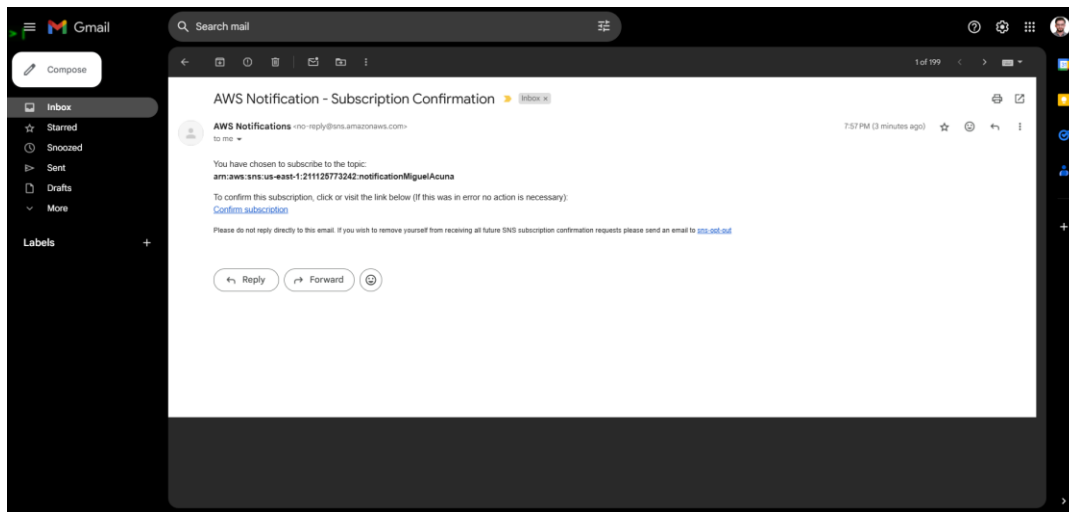 Gmail
Search mail
Compose
1 of 199
Inbox
Starred
Snoozed
Sent
Drafts
More
Labels
AWS Notification - Subscription Confirmation
Inbox x
AWS Notifications <no-reply@sns.amazonaws.com>
7:57 PM (3 minutes ago)
to me
You have chosen to subscribe to the topic:
arn:aws:sns:us-east-1:211125773242:notificationMiguelAcuna
To confirm this subscription, click or visit the link below (If this was in error no action is necessary):
Confirm subscription
Please do not reply directly to this email. If you wish to remove yourself from receiving all future SNS subscription confirmation requests please send an email to sns-opt-out
Reply
Forward